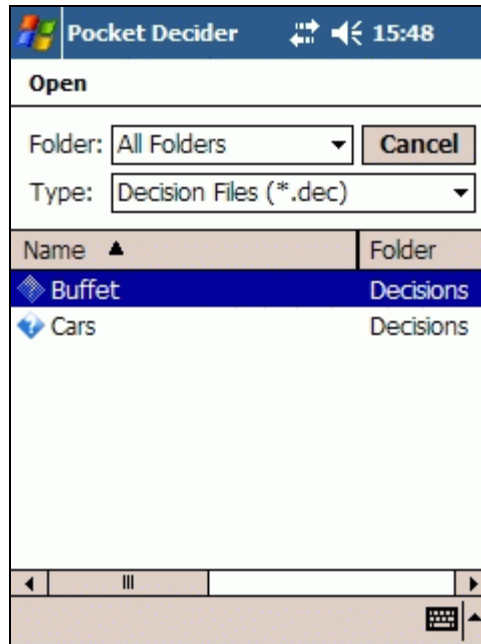 Pocket Decider 15:48
Open
Folder: All Folders Cancel
Type: Decision Files (*.dec)
Name Folder
Buffet Decisions
Cars Decisions